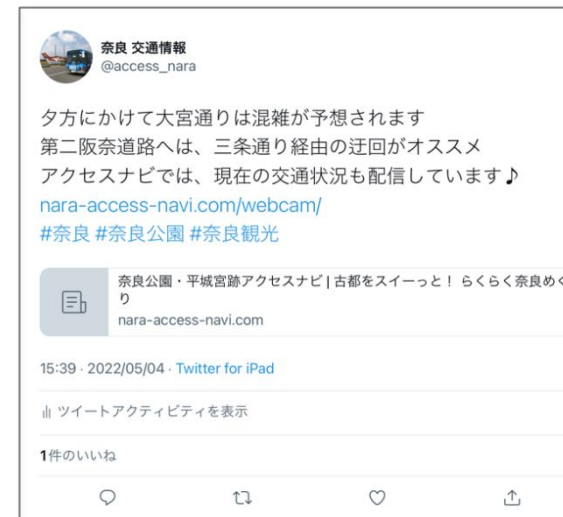 奈良 交通情報
@access_nara
夕方にかけて大宮通りは混雑が予想されます
第二阪奈道路へは、三条通り経由の迂回がオススメ
アクセスナビでは、現在の交通状況も配信しています♪
nara-access-navi.com/webcam/
#奈良 #奈良公園 #奈良観光
奈良公園・平城宮跡アクセスナビ | 古都をスイーっと！ らくらく奈良めぐ
り
nara-access-navi.com
15:39 · 2022/05/04 · Twitter for iPad
ツイートアクティビティを表示
1件のいいね